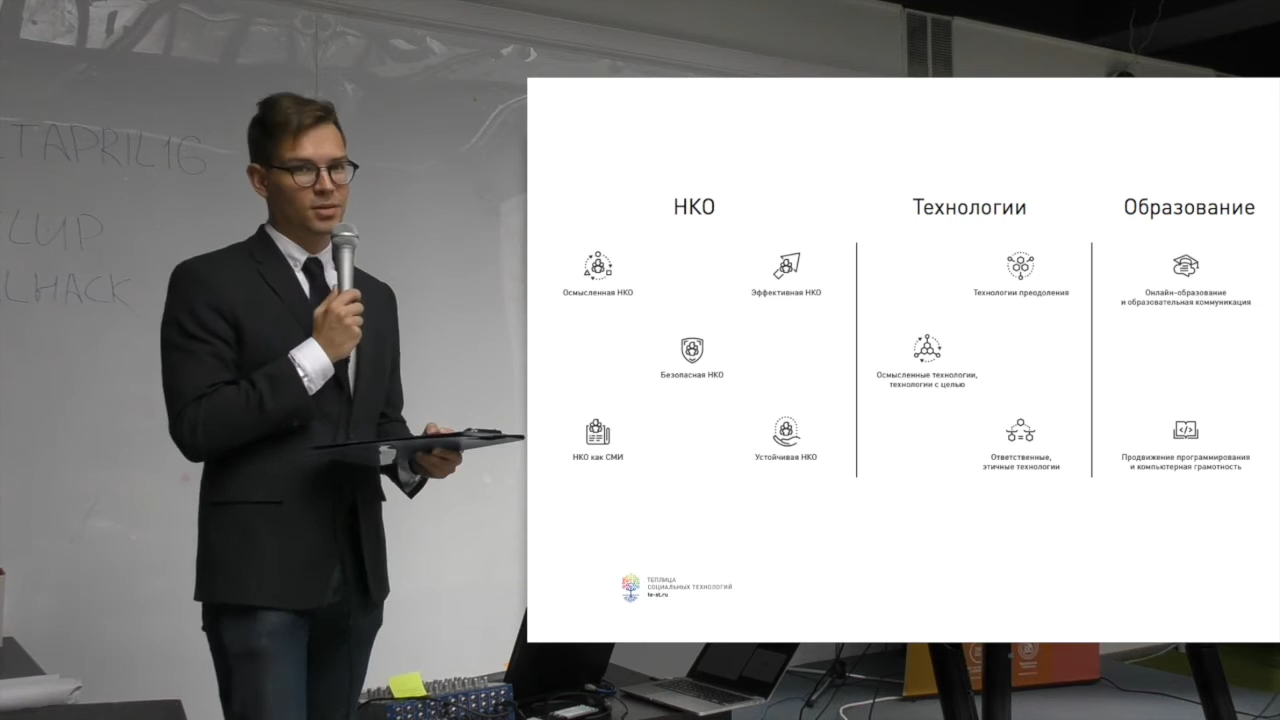 TAPRIL16
HACK
НКО
Технологии
Образование
Осмысленная НКО
Эффективная НКО
Безопасная НКО
НКО как СМИ
Устойчивая НКО
Технологии преодоления
Осмысленные технологии,
технологии с целью
Ответственные,
этичные технологии
Онлайн-образование
и образовательная коммуникация
Продвижение программирования
и компьютерная грамотность
ТЕПЛИЦА
СОЦИАЛЬНЫХ ТЕХНОЛОГИЙ
te-st.ru